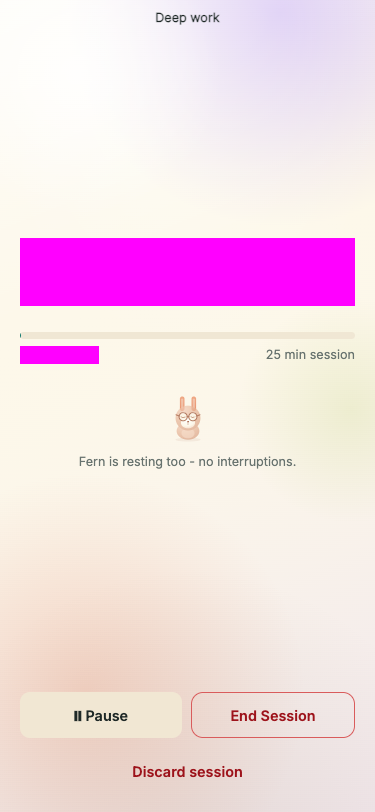 Deep work
25 min session
Fern is resting too - no interruptions.
Pause
End Session
Discard session